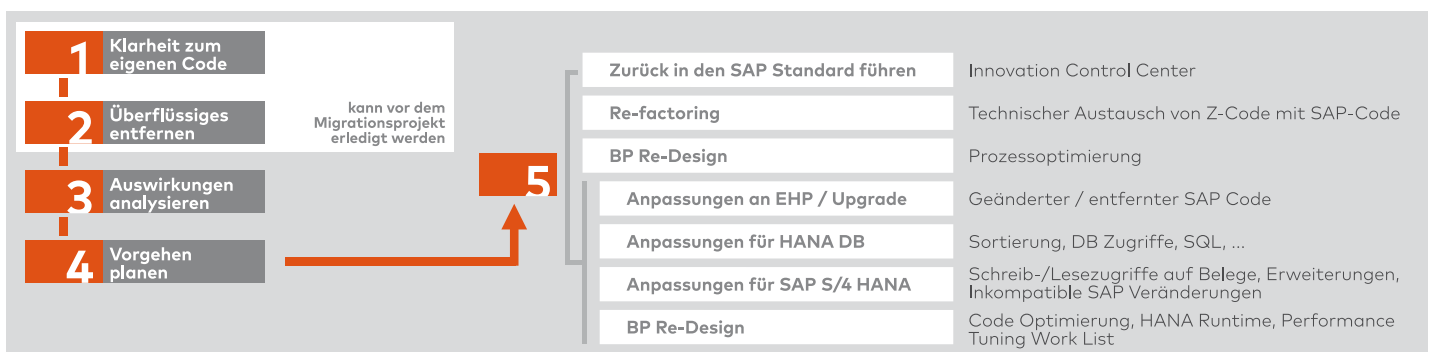 1
Klarheit zum
eigenen Code
2
Überflüssiges
entfernen
kann vor dem
Migrationsprojekt
erledigt werden
3
Auswirkungen
analysieren
4
Vorgehen
planen
5
Zurück in den SAP Standard führen
Innovation Control Center
Re-factoring
Technischer Austausch von Z-Code mit SAP-Code
BP Re-Design
Prozessoptimierung
Anpassungen an EHP / Upgrade
Geänderter / entfernter SAP Code
Anpassungen für HANA DB
Sortierung, DB Zugriffe, SQL, ...
Anpassungen für SAP S/4 HANA
Schreib-/Lesezugriffe auf Belege, Erweiterungen,
Inkompatible SAP Veränderungen
BP Re-Design
Code Optimierung, HANA Runtime, Performance
Tuning Work List